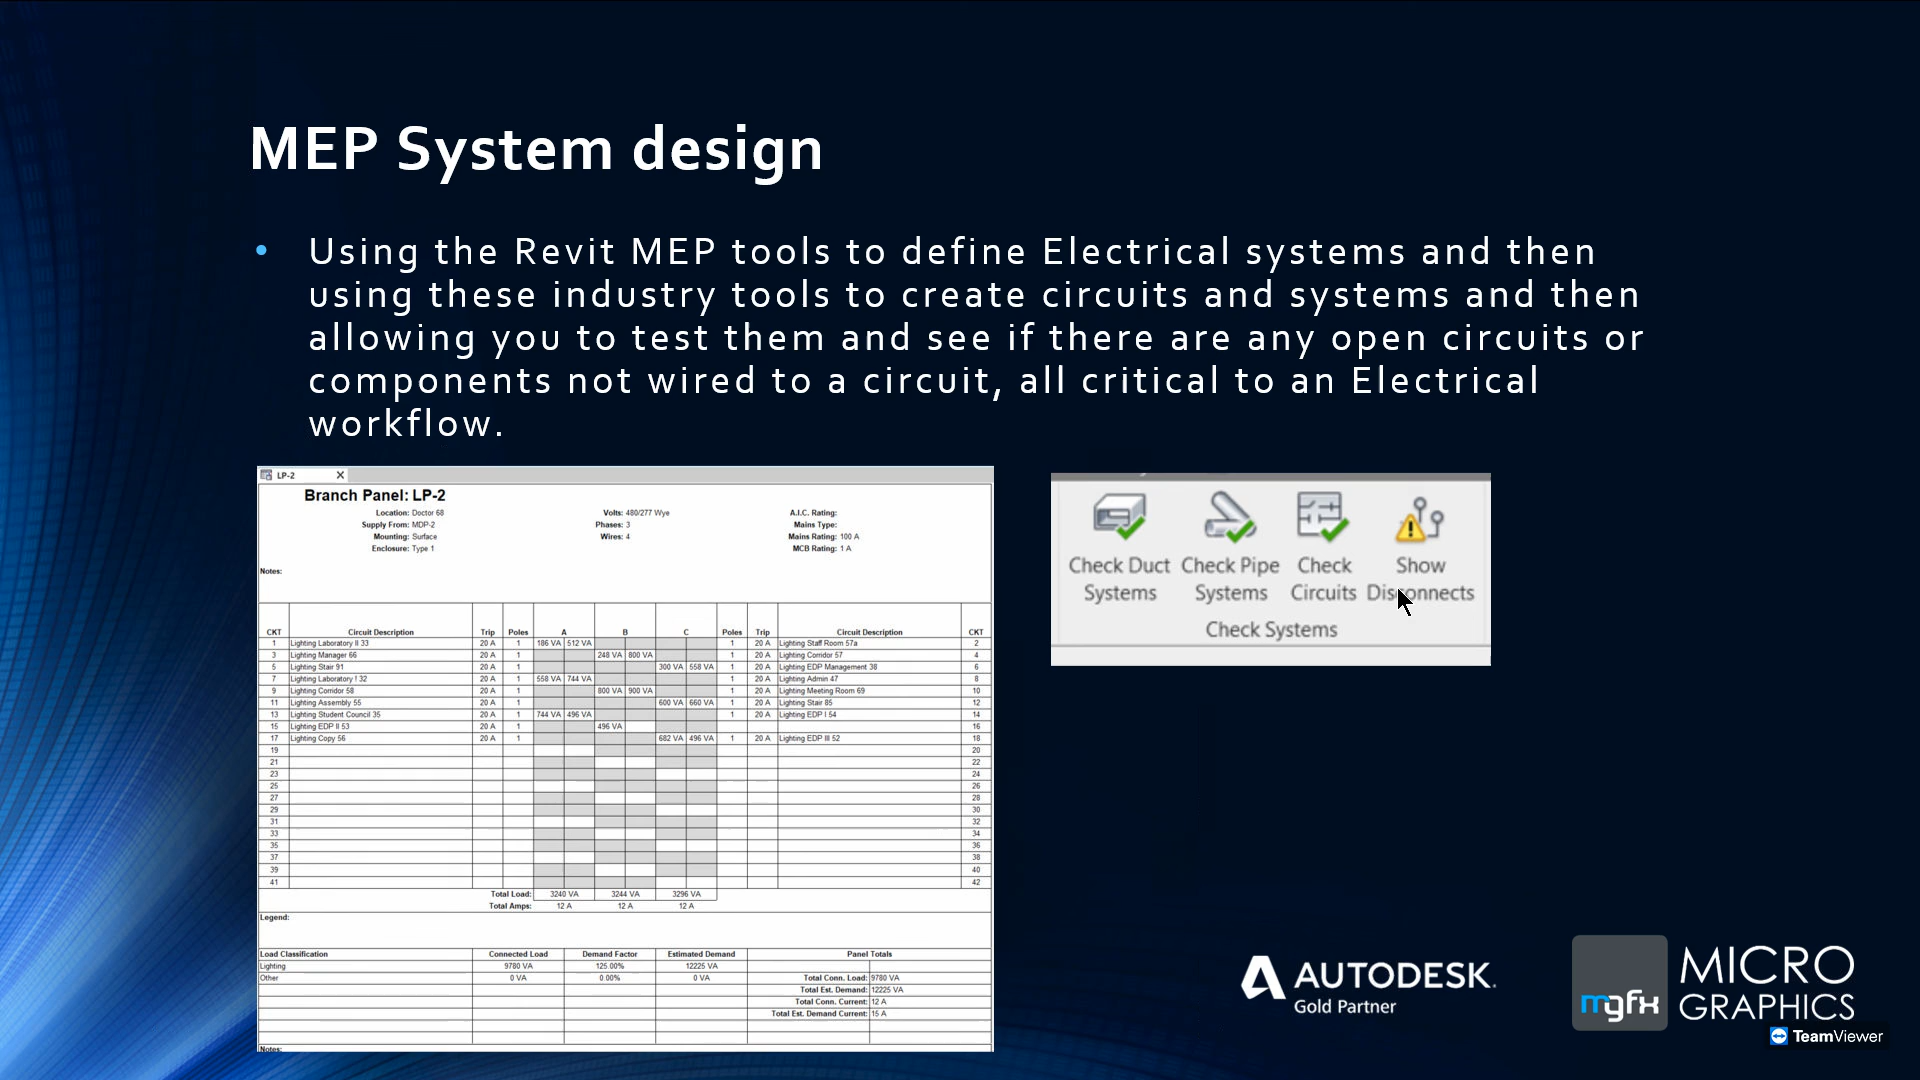 MEP System design
• Using the Revit MEP tools to define Electrical systems and then
using these industry tools to create circuits and systems and then
allowing you to test them and see if there are any open circuits or
components not wired to a circuit, all critical to an Electrical
workflow.
LP-2 X
Branch Panel: LP-2
Location: Doctor 68 Volts: 480/277 Wye A.I.C. Rating:
Supply From: MDP-2 Phases: 3 Mains Type:
Mounting: Surface Wires: 4 Mains Rating: 100 A
Enclosure: Type 1 MCB Rating: 1 A
Notes:
CKT Circuit Description Trip Poles A B C Poles Trip Circuit Description CKT
1 Lighting Laboratory II 33 20 A 1 186 VA 512 VA 1 20 A Lighting Staff Room 57a 2
3 Lighting Manager 66 20 A 1 248 VA 800 VA 1 20 A Lighting Corridor 57 4
5 Lighting Stair 91 20 A 1 300 VA 558 VA 1 20 A Lighting EDP Management 38 6
7 Lighting Laboratory ! 32 20 A 1 558 VA 744 VA 1 20 A Lighting Admin 47 8
9 Lighting Corridor 58 20 A 1 800 VA 900 VA 1 20 A Lighting Meeting Room 69 10
11 Lighting Assembly 55 20 A 1 600 VA 660 VA 1 20 A Lighting Stair 85 12
13 Lighting Student Council 35 20 A 1 744 VA 496 VA 1 20 A Lighting EDP I 54 14
15 Lighting EDP II 53 20 A 1 496 VA 16
17 Lighting Copy 56 20 A 1 682 VA 496 VA 1 20 A Lighting EDP III 52 18
19 20
21 22
23 24
25 26
27 28
29 30
31 32
33 34
35 36
37 38
39 40
41 42
Total Load: 3240 VA 3244 VA 3296 VA
Total Amps: 12 A 12 A 12 A
Legend:
Load Classification Connected Load Demand Factor Estimated Demand Panel Totals
Lighting 9780 VA 125.00% 12225 VA
Other 0 VA 0.00% 0 VA Total Conn. Load: 9780 VA
Total Est. Demand: 12225 VA
Total Conn. Current: 12 A
Total Est. Demand Current: 15 A
Notes:
Check Duct Check Pipe Check Show
Systems Systems Circuits Disconnects
Check Systems
AUTODESK.
Gold Partner
mgfx
MICRO
GRAPHICS
TeamViewer